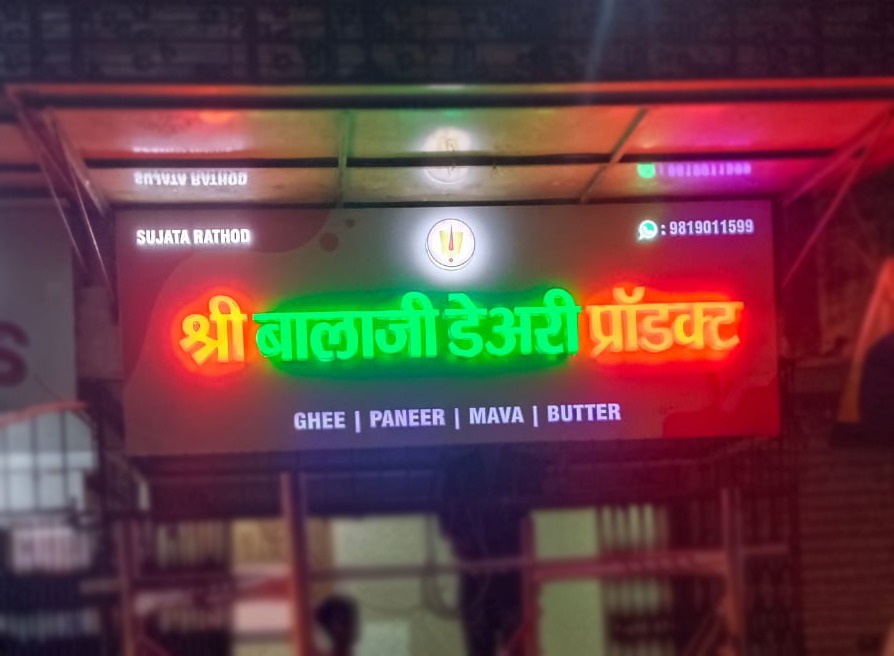 SUJATA RATHOD
: 9819011599
श्री बालाजी डेअरी प्रॉडक्ट
GHEE | PANEER | MAVA | BUTTER
S